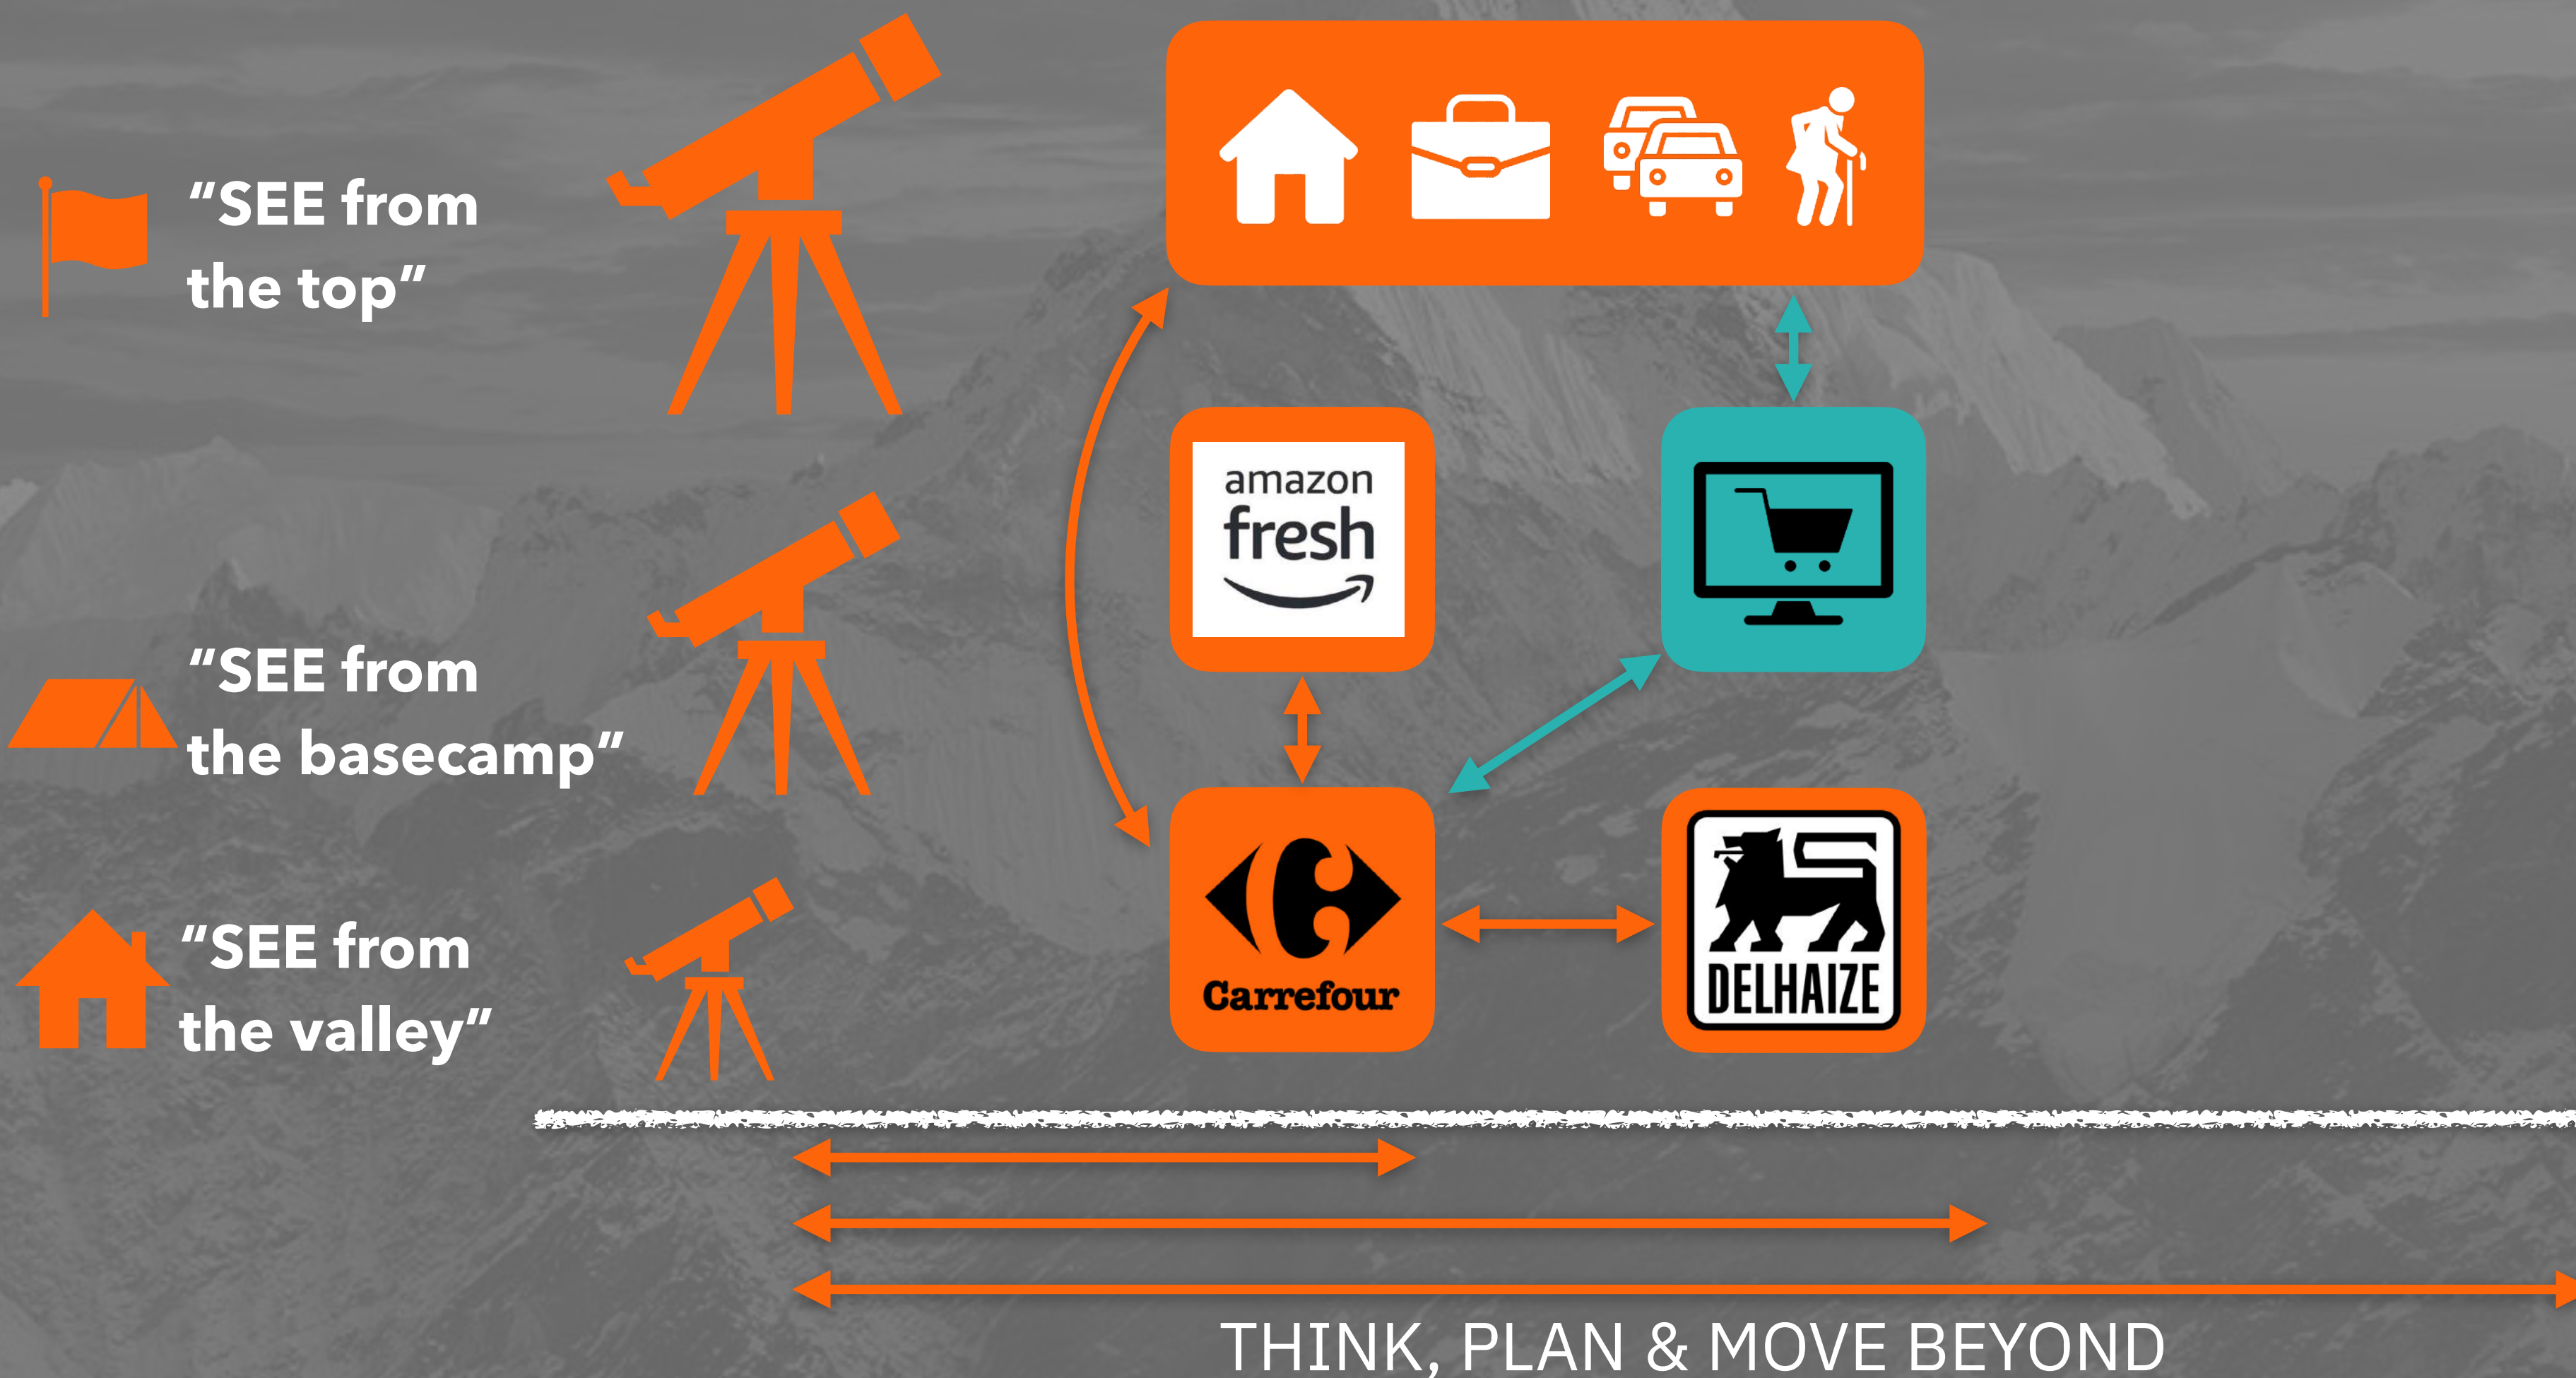 “SEE from
the top”
amazon
fresh
“SEE from
the basecamp”
Carrefour
DELHAIZE
“SEE from
the valley”
THINK, PLAN & MOVE BEYOND